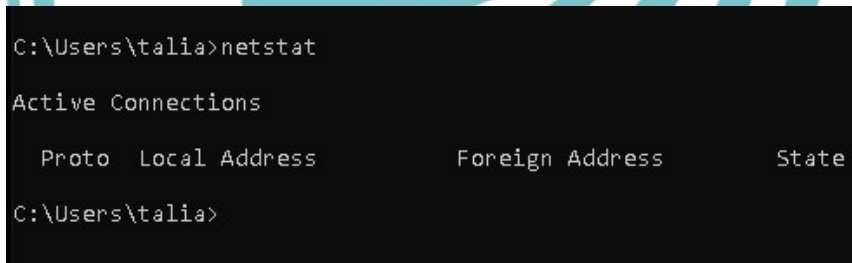 C:\Users\talia>netstat
Active Connections
Proto Local Address Foreign Address State
C:\Users\talia>